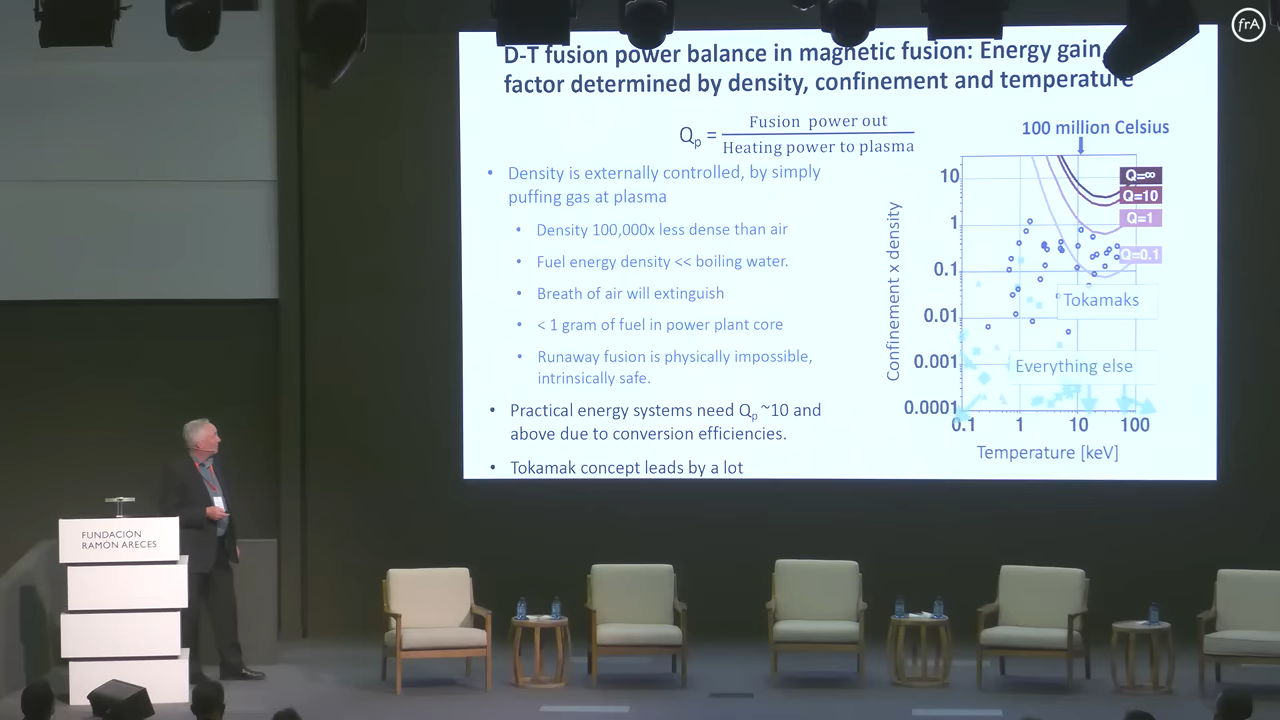 frA
D-T fusion power balance in magnetic fusion: Energy gain
factor determined by density, confinement and temperature
Qp = Fusion power out
Heating power to plasma
• Density is externally controlled, by simply
puffing gas at plasma
• Density 100,000x less dense than air
• Fuel energy density << boiling water.
• Breath of air will extinguish
• < 1 gram of fuel in power plant core
• Runaway fusion is physically impossible,
intrinsically safe.
• Practical energy systems need Qp ~10 and
above due to conversion efficiencies.
• Tokamak concept leads by a lot
100 million Celsius
Confinement x density
10
1
0.1
0.01
0.001
0.0001
Q=∞
Q=10
Q=1
Q=0.1
Tokamaks
Everything else
0.1 1 10 100
Temperature [keV]
FUNDACIÓN
RAMÓN ARECES